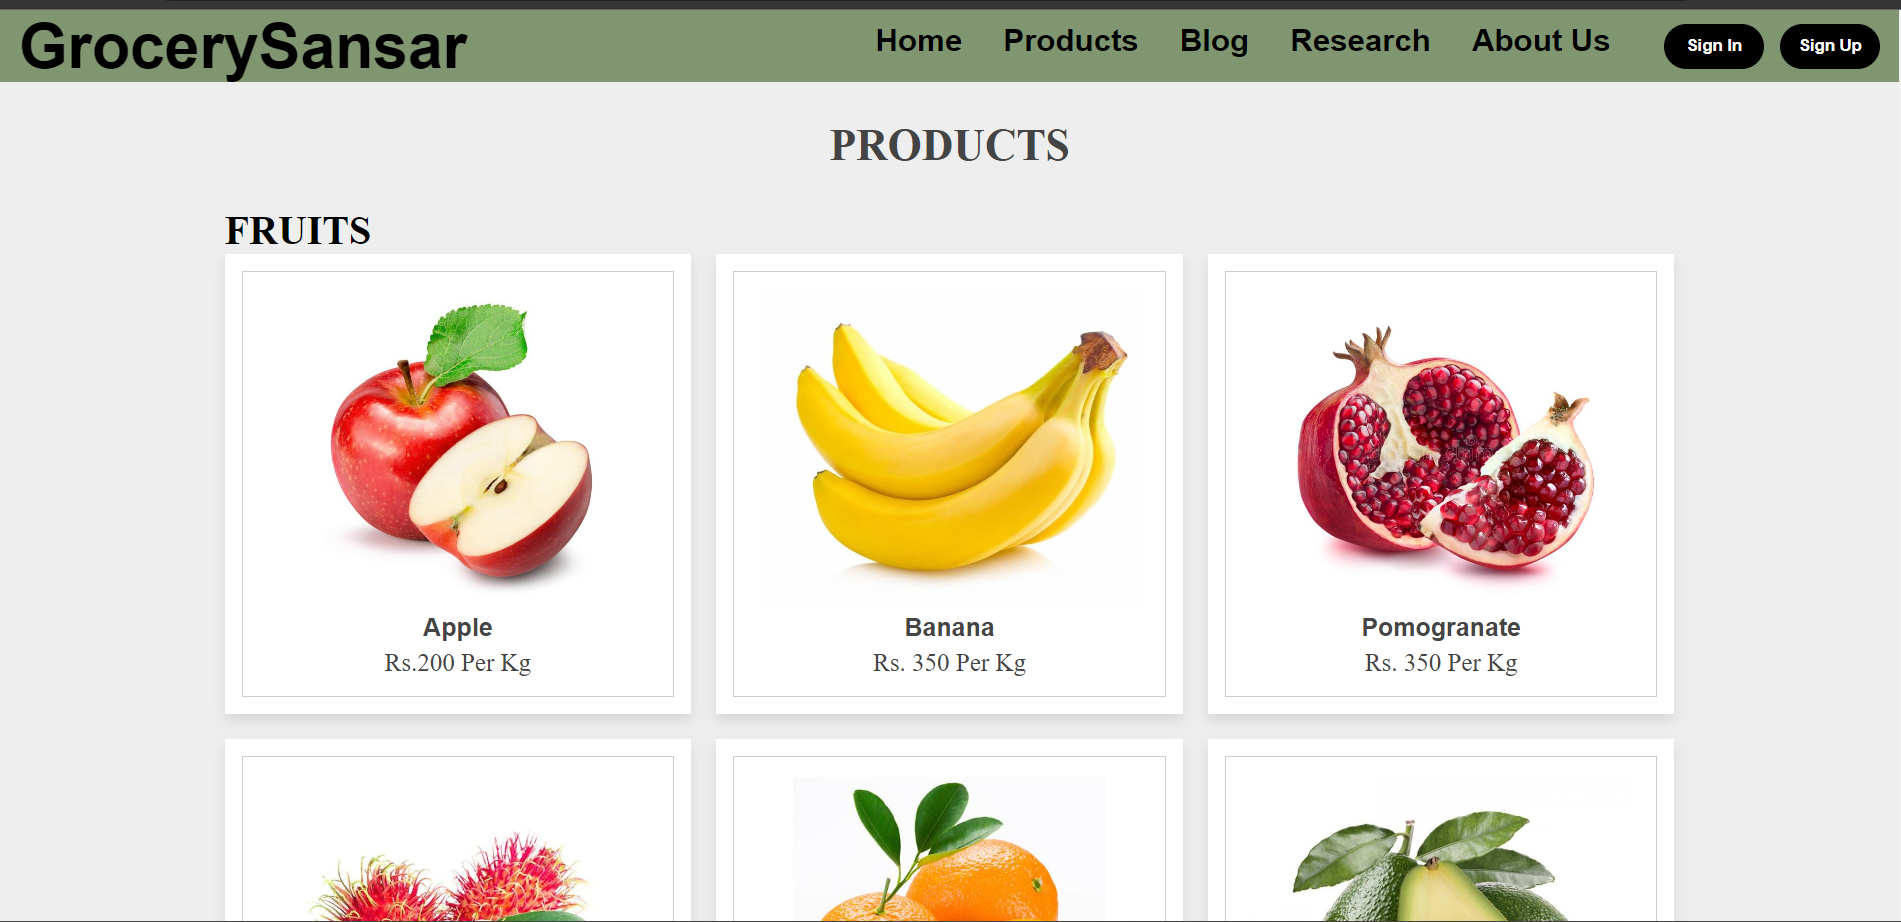 GrocerySansar
Home Products Blog Research About Us Sign In Sign Up
PRODUCTS
FRUITS
Apple
Rs.200 Per Kg
Banana
Rs. 350 Per Kg
Pomogranate
Rs. 350 Per Kg